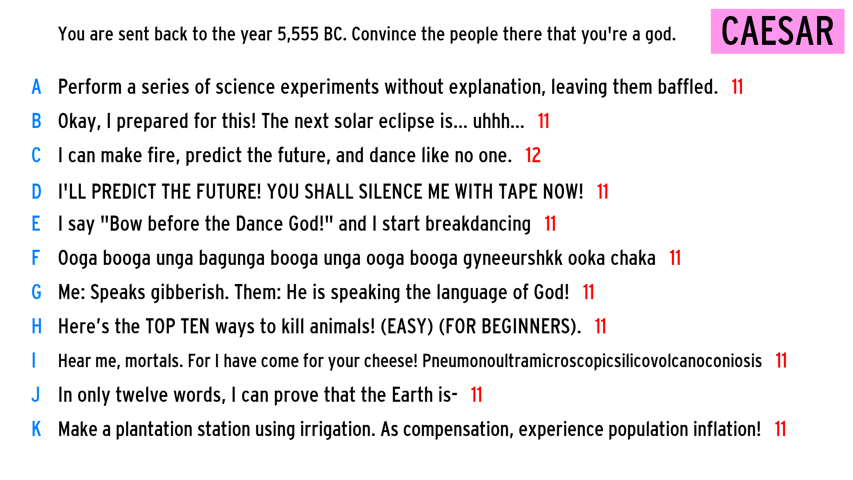 You are sent back to the year 5,555 BC. Convince the people there that you're a god.
CAESAR
A Perform a series of science experiments without explanation, leaving them baffled. 11
B Okay, I prepared for this! The next solar eclipse is... uhhh... 11
C I can make fire, predict the future, and dance like no one. 12
D I'LL PREDICT THE FUTURE! YOU SHALL SILENCE ME WITH TAPE NOW! 11
E I say "Bow before the Dance God!" and I start breakdancing 11
F Ooga booga unga bagunga booga unga ooga booga gyneeurshkk ooka chaka 11
G Me: Speaks gibberish. Them: He is speaking the language of God! 11
H Here's the TOP TEN ways to kill animals! (EASY) (FOR BEGINNERS). 11
I Hear me, mortals. For I have come for your cheese! Pneumonoultramicroscopicsilicovolcanoconiosis 11
J In only twelve words, I can prove that the Earth is- 11
K Make a plantation station using irrigation. As compensation, experience population inflation! 11